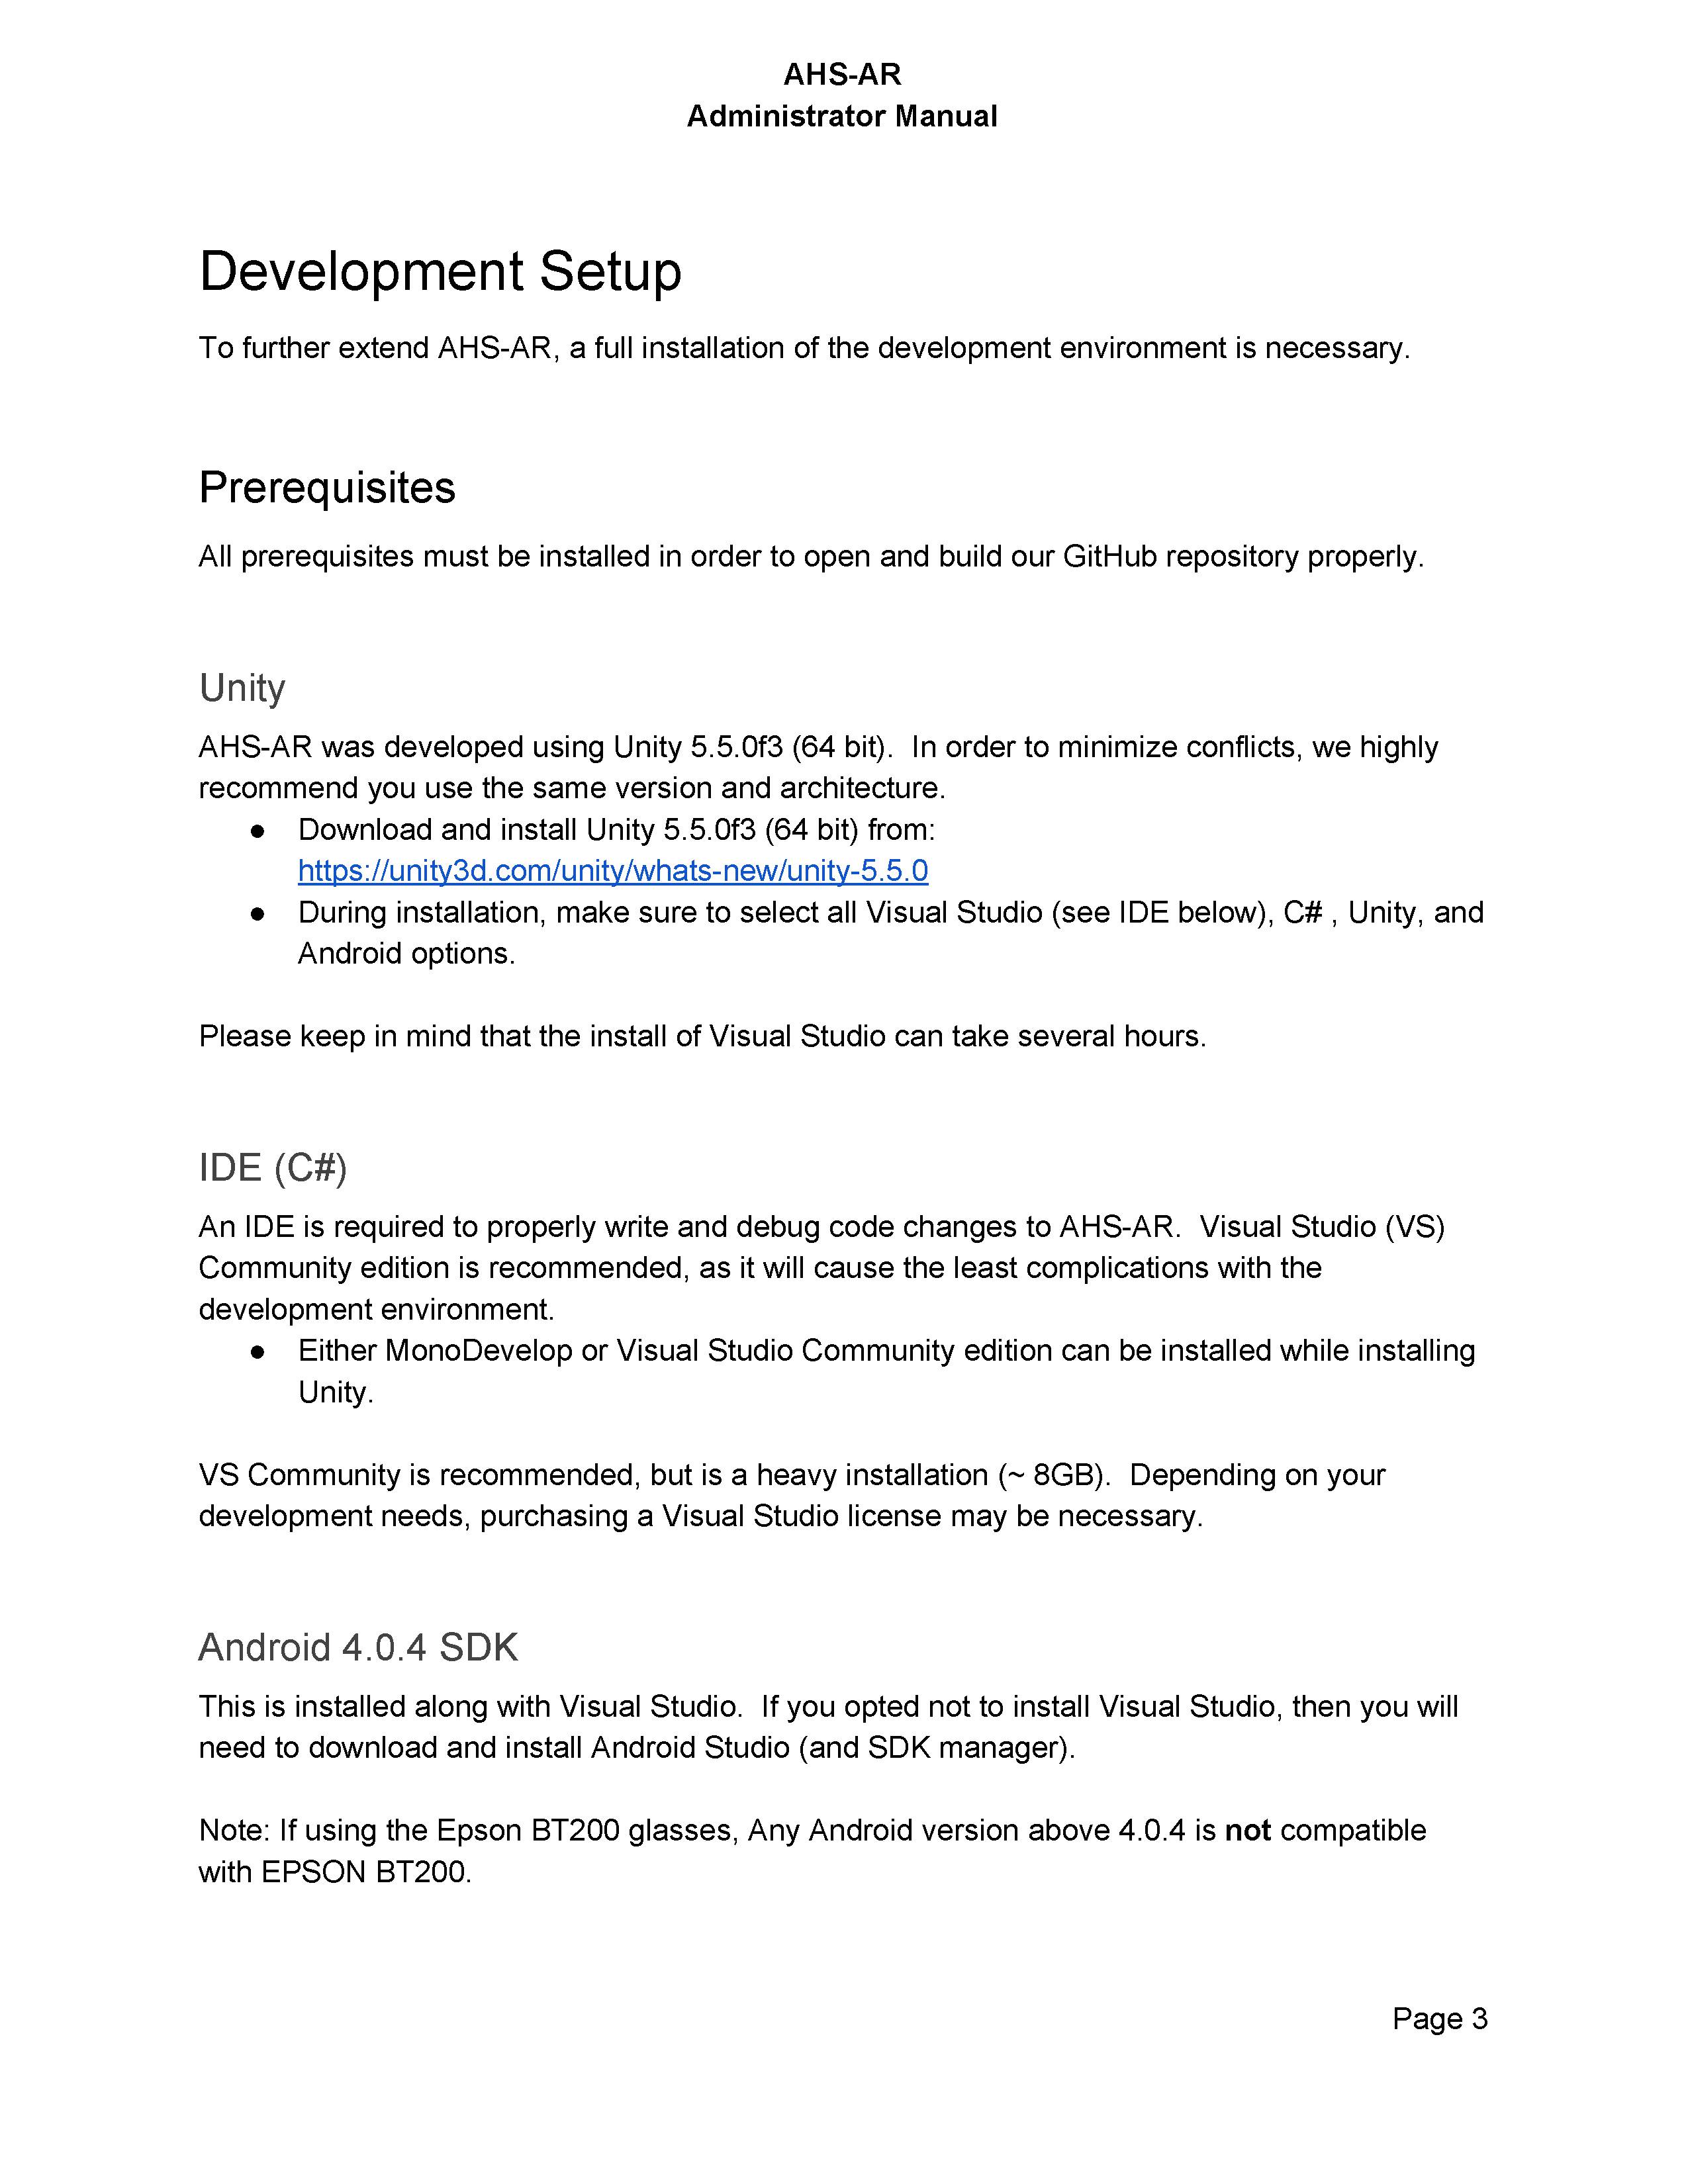 AHS-AR
Administrator Manual
Development Setup
To further extend AHS-AR, a full installation of the development environment is necessary.
Prerequisites
All prerequisites must be installed in order to open and build our GitHub repository properly.
Unity
AHS-AR was developed using Unity 5.5.0f3 (64 bit).  In order to minimize conflicts, we highly
recommend you use the same version and architecture.
● Download and install Unity 5.5.0f3 (64 bit) from:
https://unity3d.com/unity/whats-new/unity-5.5.0
● During installation, make sure to select all Visual Studio (see IDE below), C# , Unity, and
Android options.
Please keep in mind that the install of Visual Studio can take several hours.
IDE (C#)
An IDE is required to properly write and debug code changes to AHS-AR.  Visual Studio (VS)
Community edition is recommended, as it will cause the least complications with the
development environment.
● Either MonoDevelop or Visual Studio Community edition can be installed while installing
Unity.
VS Community is recommended, but is a heavy installation (~ 8GB).  Depending on your
development needs, purchasing a Visual Studio license may be necessary.
Android 4.0.4 SDK
This is installed along with Visual Studio.  If you opted not to install Visual Studio, then you will
need to download and install Android Studio (and SDK manager).
Note: If using the Epson BT200 glasses, Any Android version above 4.0.4 is not compatible
with EPSON BT200.
Page 3